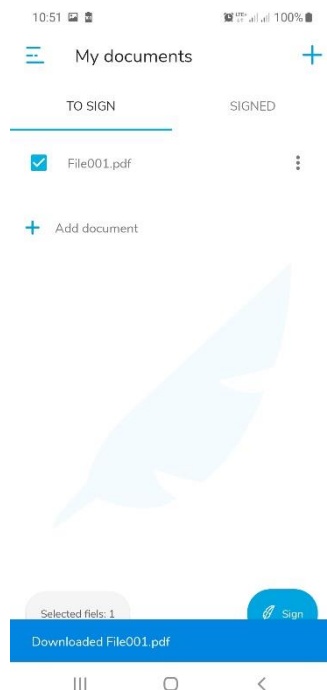 10:51 100%
My documents
TO SIGN SIGNED
File001.pdf
Add document
Selected fiels: 1 Sign
Downloaded File001.pdf